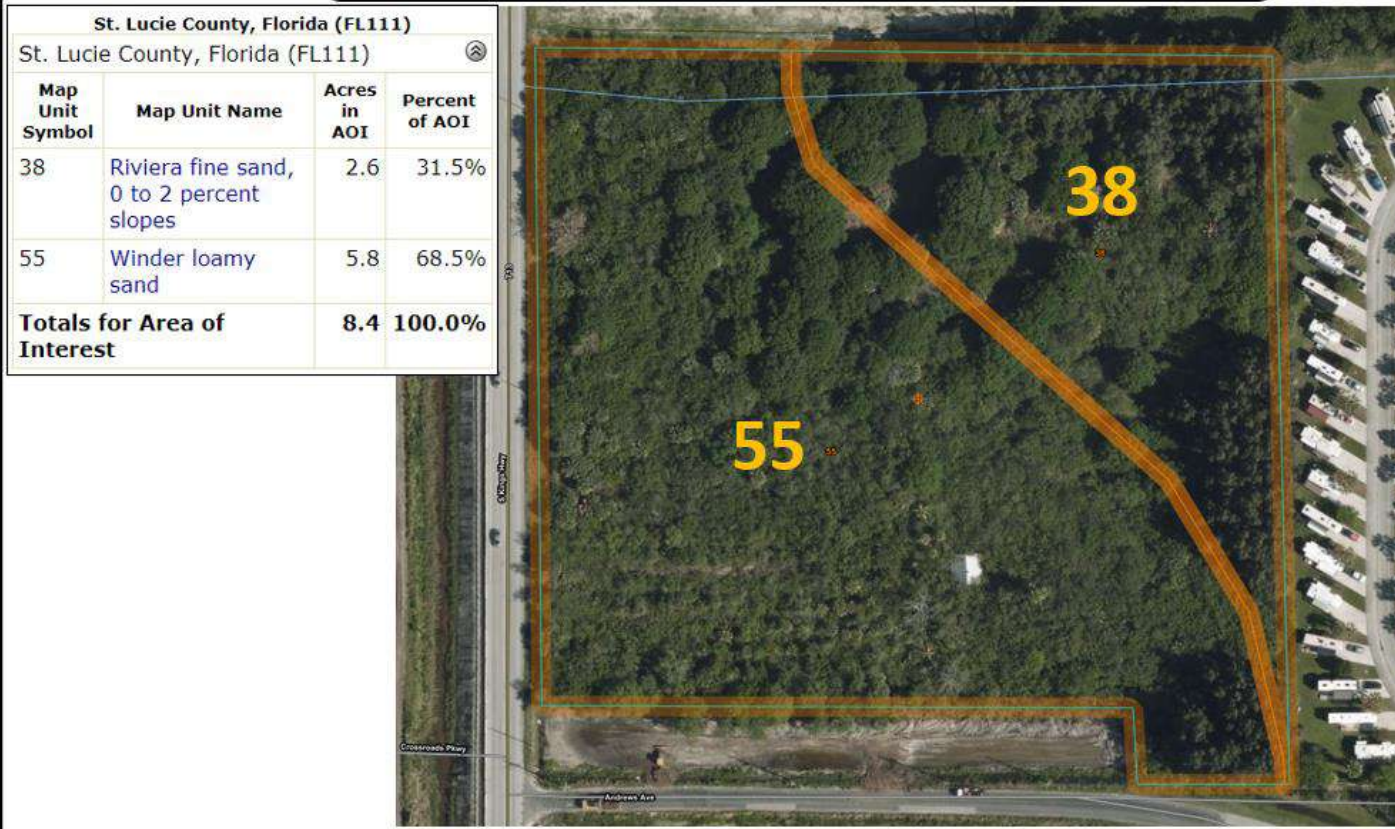 St. Lucie County, Florida (FL111)
St. Lucie County, Florida (FL111)
Map Unit Symbol
Map Unit Name
Acres in AOI
Percent of AOI
38
Riviera fine sand,
0 to 2 percent
slopes
2.6
31.5%
55
Winder loamy
sand
5.8
68.5%
Totals for Area of
Interest
8.4
100.0%
38
38
55
55
713
S Kings Hwy
Crossroads Pkwy
Andrews Ave